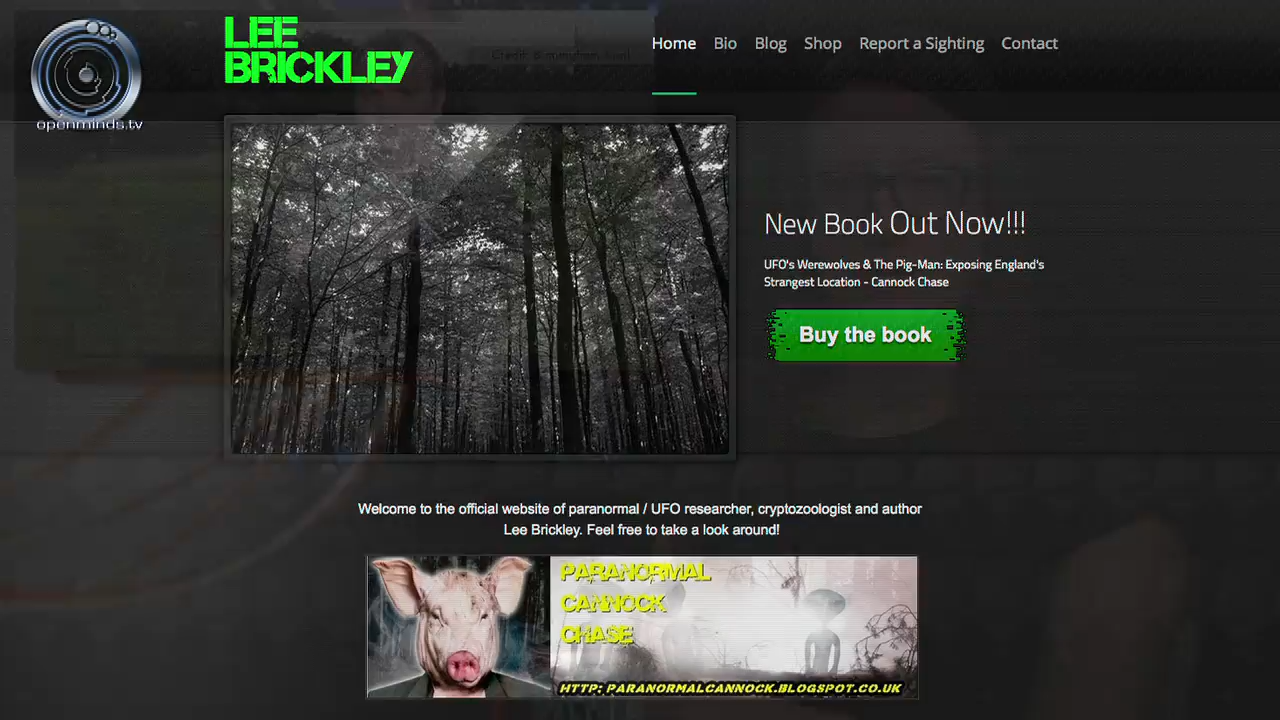 openminds.tv
LEE
BRICKLEY
Home Bio Blog Shop Report a Sighting Contact
New Book Out Now!!!
UFO's Werewolves & The Pig-Man: Exposing England's
Strangest Location - Cannock Chase
Buy the book
Welcome to the official website of paranormal / UFO researcher, cryptozoologist and author
Lee Brickley. Feel free to take a look around!
PARANORMAL
CANNOCK
CHASE
HTTP: PARANORMALCANNOCK.BLOGSPOT.CO.UK